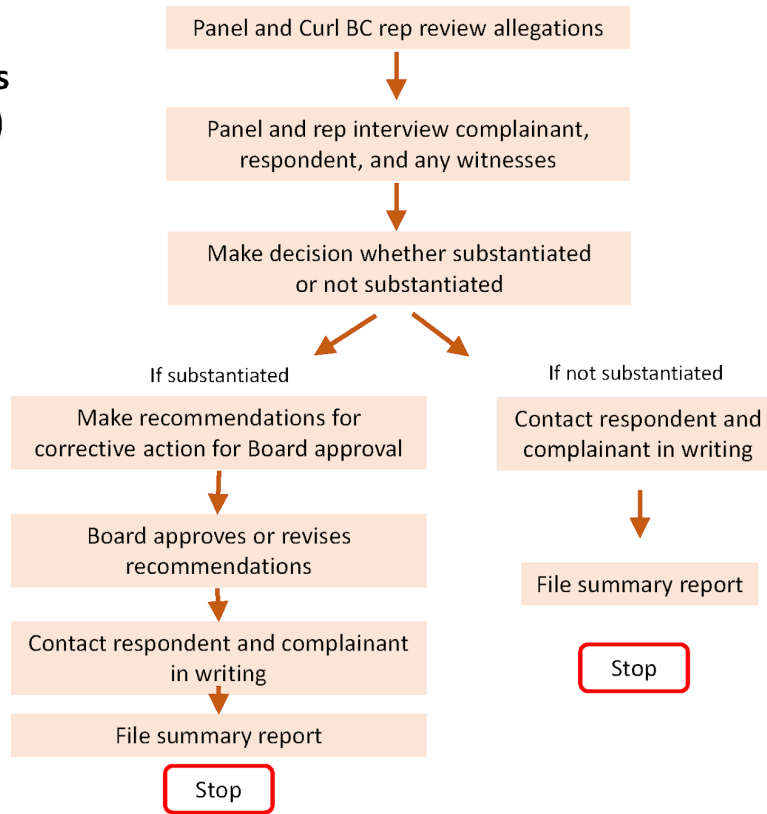 Panel and Curl BC rep review allegations
s
)
Panel and rep interview complainant,
respondent, and any witnesses
Make decision whether substantiated
or not substantiated
If substantiated
Make recommendations for
corrective action for Board approval
Board approves or revises
recommendations
Contact respondent and complainant
in writing
File summary report
Stop
If not substantiated
Contact respondent and
complainant in writing
File summary report
Stop